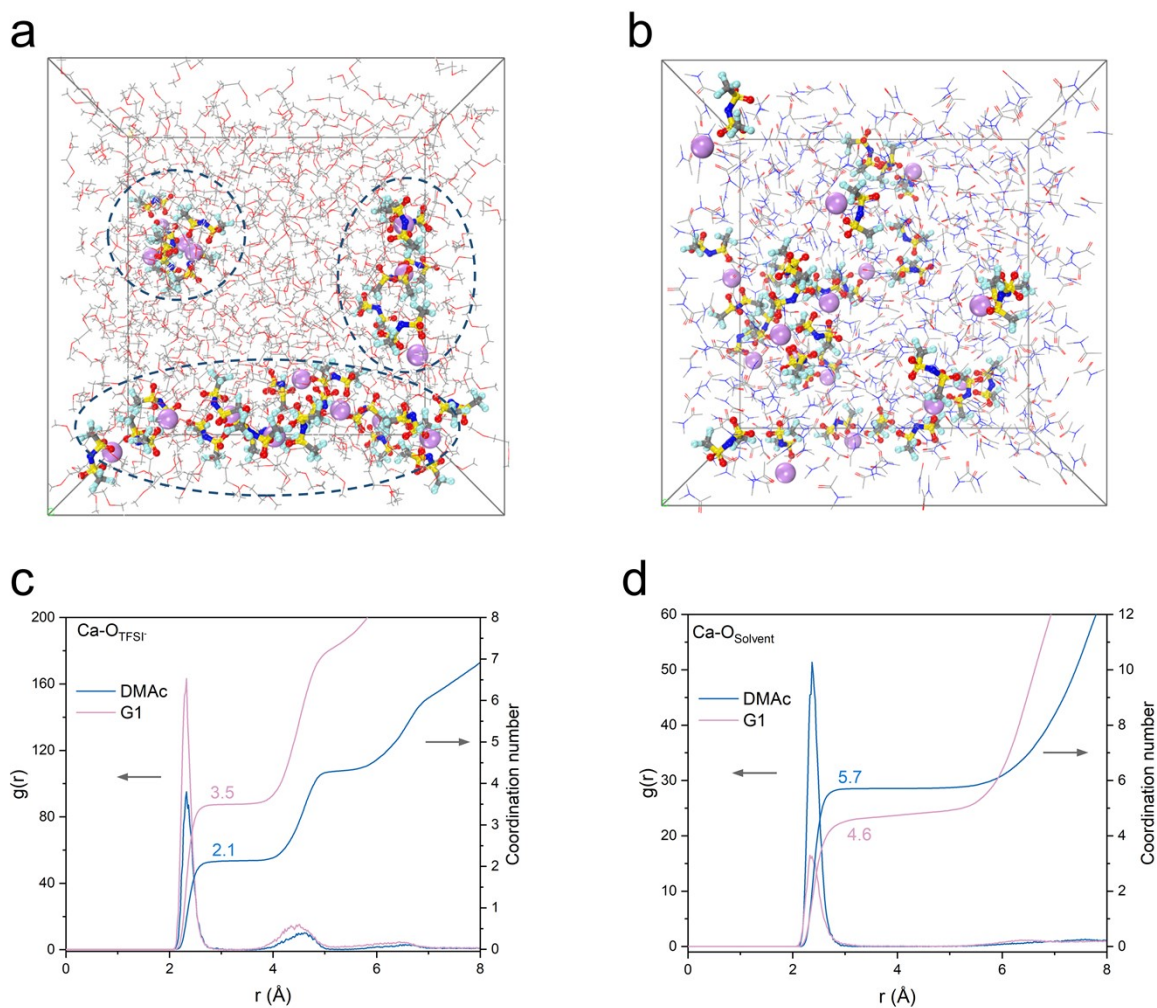 a
b
c
d
Ca-O_TFSI-
DMAc
G1
3.5
2.1
200
160
120
80
40
0
g(r)
8
7
6
5
4
3
2
1
0
Coordination number
0 2 4 6 8
r (Å)
Ca-O_Solvent
DMAc
G1
5.7
4.6
60
50
40
30
20
10
0
g(r)
12
10
8
6
4
2
0
Coordination number
0 2 4 6 8
r (Å)